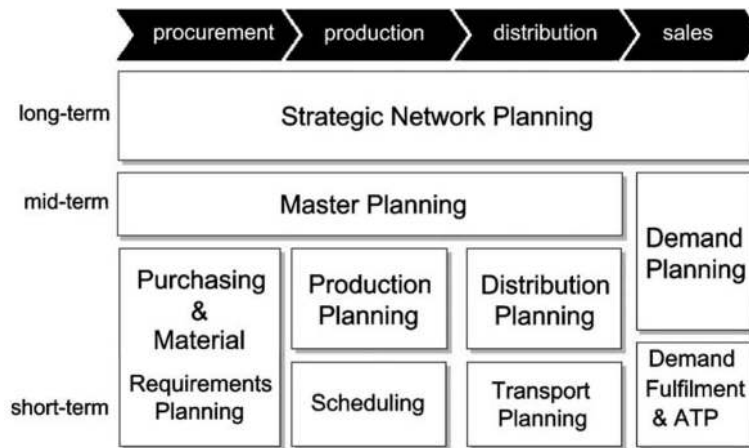 procurement production distribution sales
long-term
Strategic Network Planning
mid-term
Master Planning
Demand
Planning
Purchasing
&
Material
Requirements
Planning
Production
Planning
Distribution
Planning
short-term
Scheduling
Transport
Planning
Demand
Fulfilment
& ATP